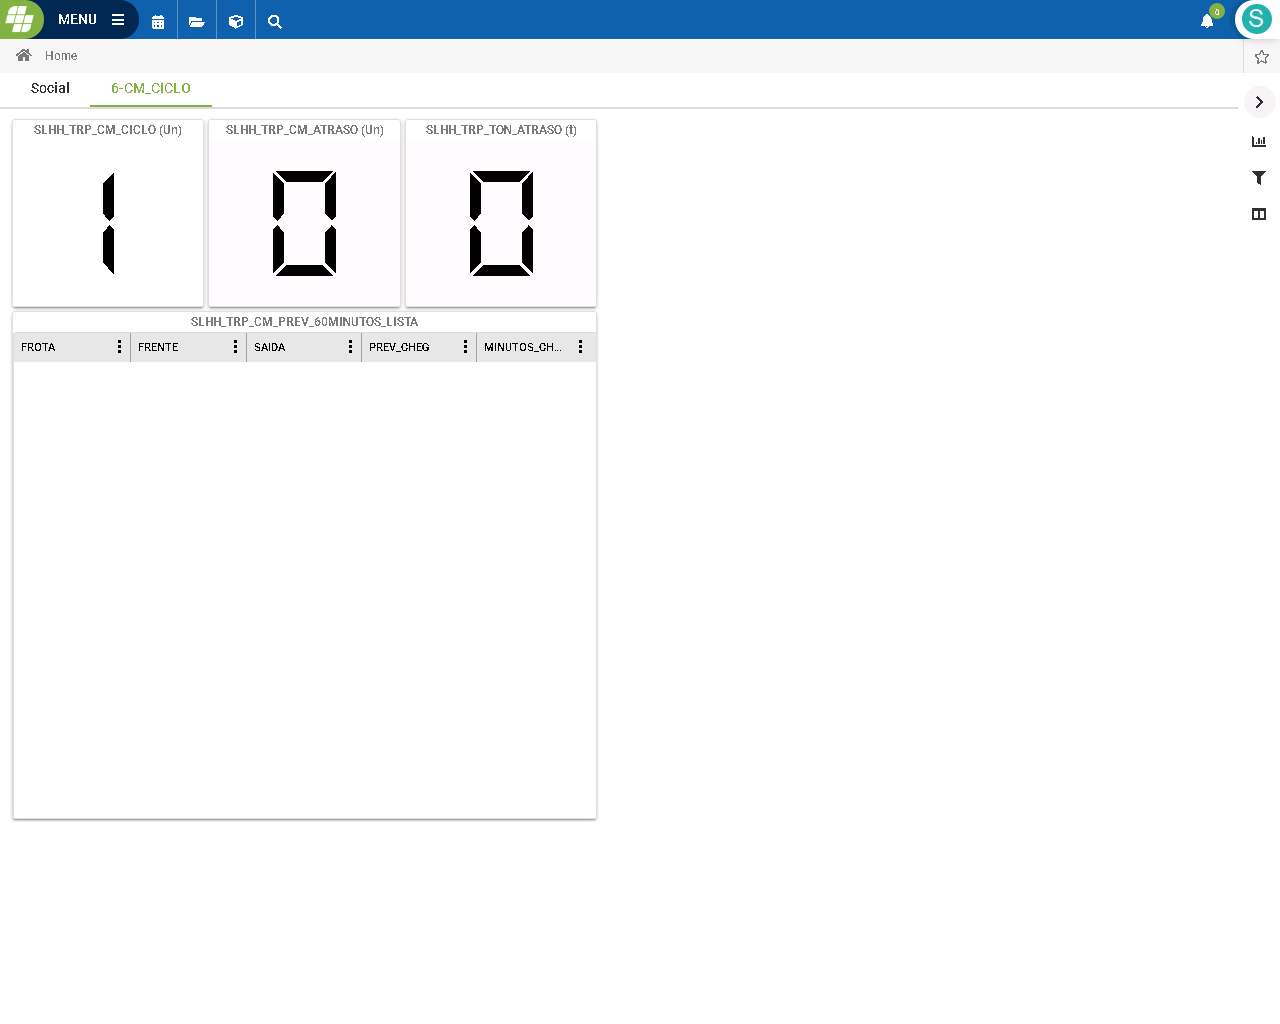 MENU
0
S
Home
Social
6-CM_CICLO
SLHH_TRP_CM_CICLO (Un)
SLHH_TRP_CM_ATRASO (Un)
SLHH_TRP_TON_ATRASO (t)
1
0
0
SLHH_TRP_CM_PREV_60MINUTOS_LISTA
FROTA
FRENTE
SAIDA
PREV_CHEG
MINUTOS_CH...